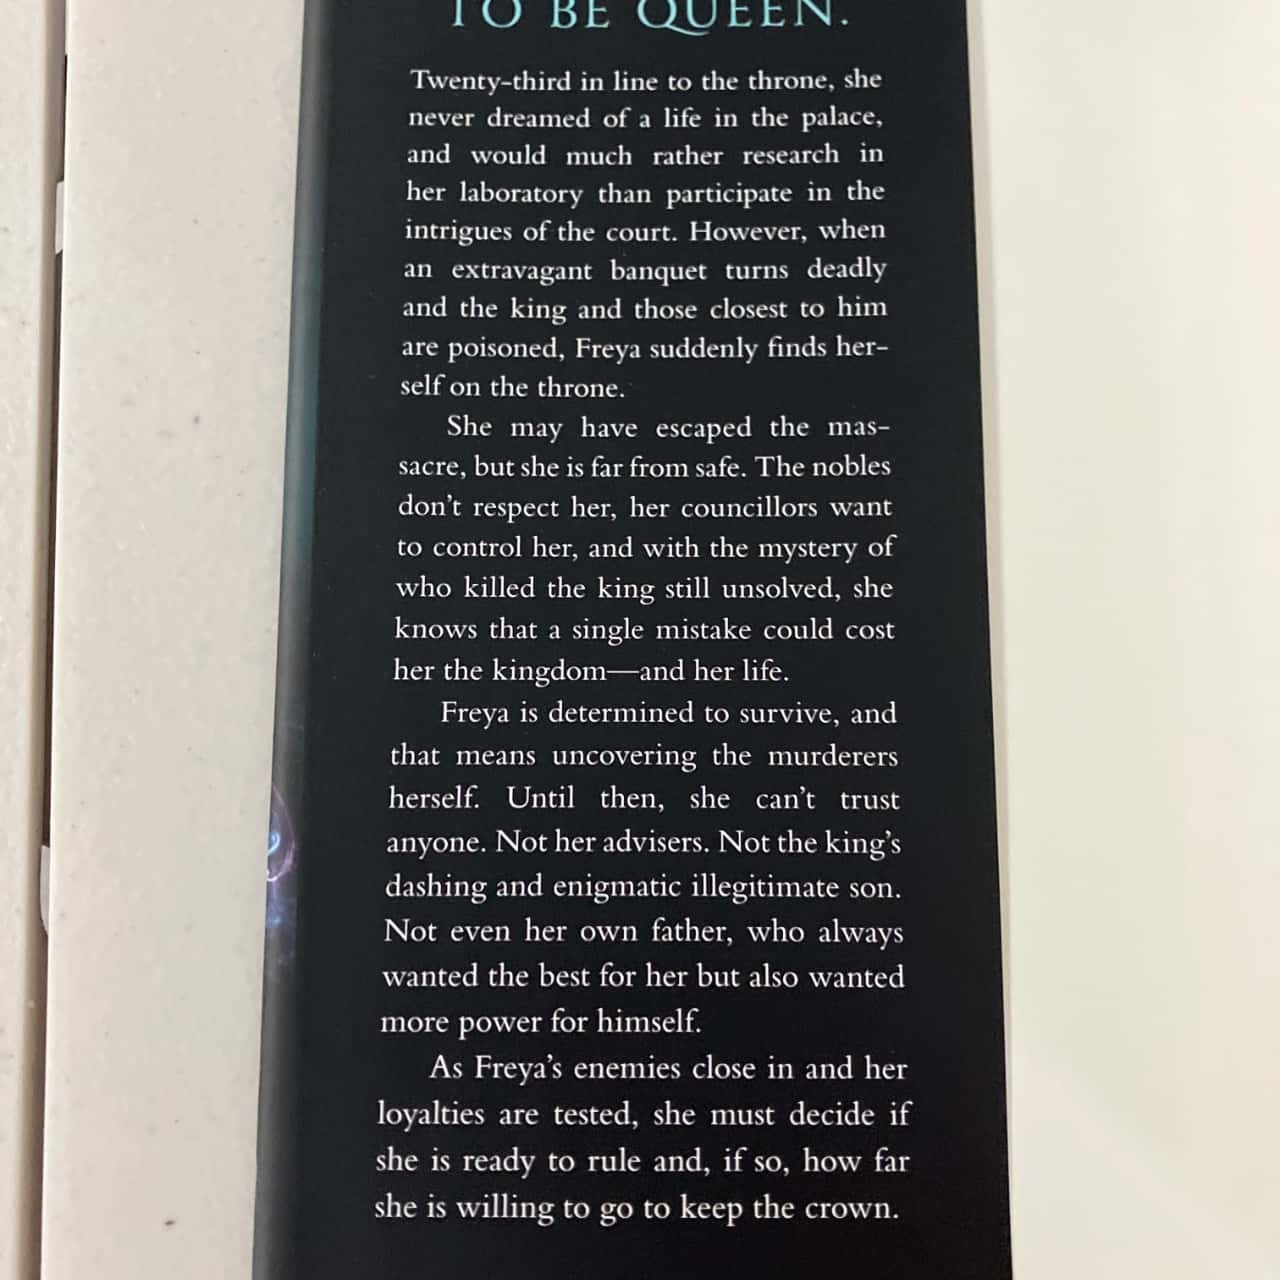 TO BE QUEEN.
Twenty-third in line to the throne, she
never dreamed of a life in the palace,
and would much rather research in
her laboratory than participate in the
intrigues of the court. However, when
an extravagant banquet turns deadly
and the king and those closest to him
are poisoned, Freya suddenly finds her-
self on the throne.
She may have escaped the mas-
sacre, but she is far from safe. The nobles
don't respect her, her councillors want
to control her, and with the mystery of
who killed the king still unsolved, she
knows that a single mistake could cost
her the kingdom—and her life.
Freya is determined to survive, and
that means uncovering the murderers
herself. Until then, she can't trust
anyone. Not her advisers. Not the king's
dashing and enigmatic illegitimate son.
Not even her own father, who always
wanted the best for her but also wanted
more power for himself.
As Freya's enemies close in and her
loyalties are tested, she must decide if
she is ready to rule and, if so, how far
she is willing to go to keep the crown.